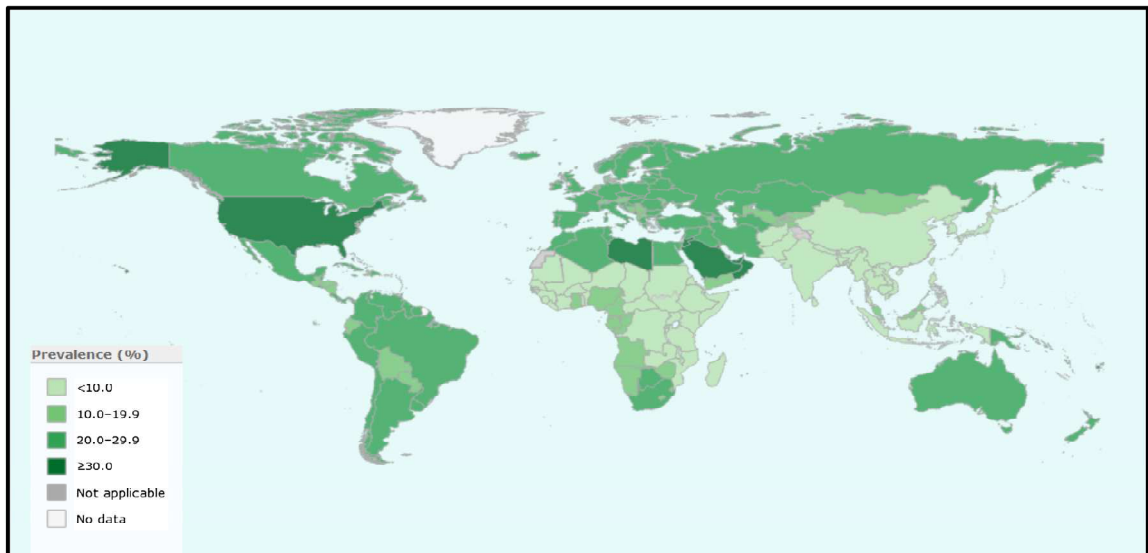 Prevalence (%)
<10.0
10.0–19.9
20.0–29.9
≥30.0
Not applicable
No data